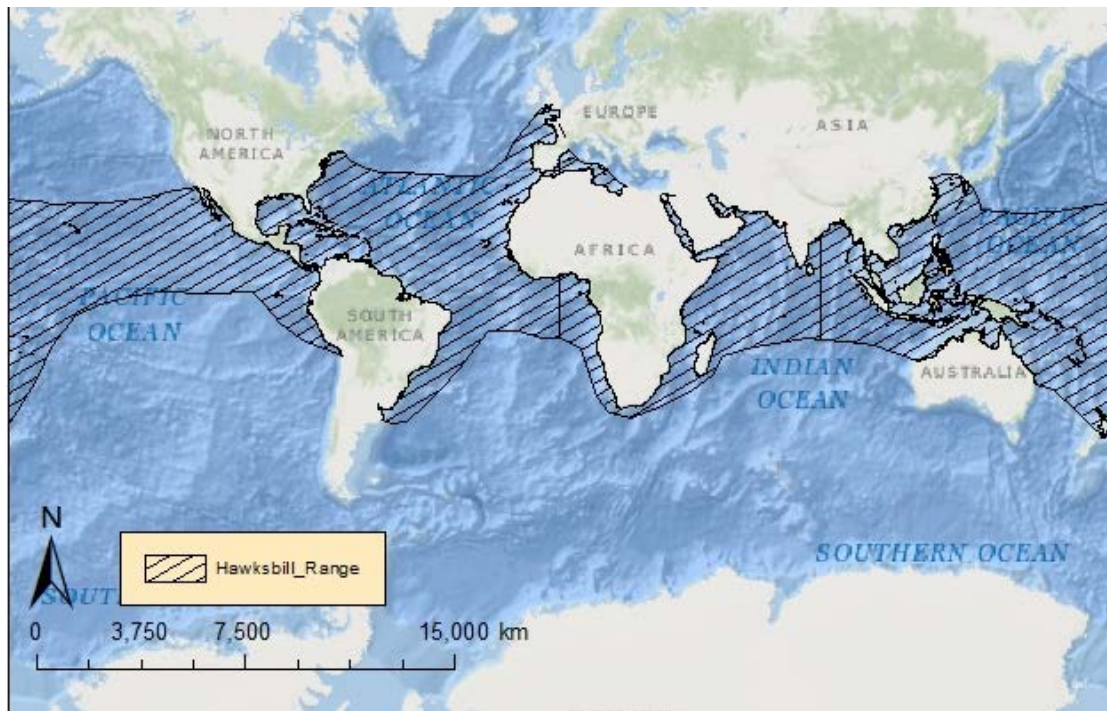 EUROPE
ASIA
NORTH
AMERICA
ATLANTIC
OCEAN
PACIFIC
OCEAN
AFRICA
PACIFIC
OCEAN
SOUTH
AMERICA
INDIAN
OCEAN
AUSTRALIA
N
Hawksbill_Range
SOUTHERN OCEAN
SOUT
0 3,750 7,500 15,000 km